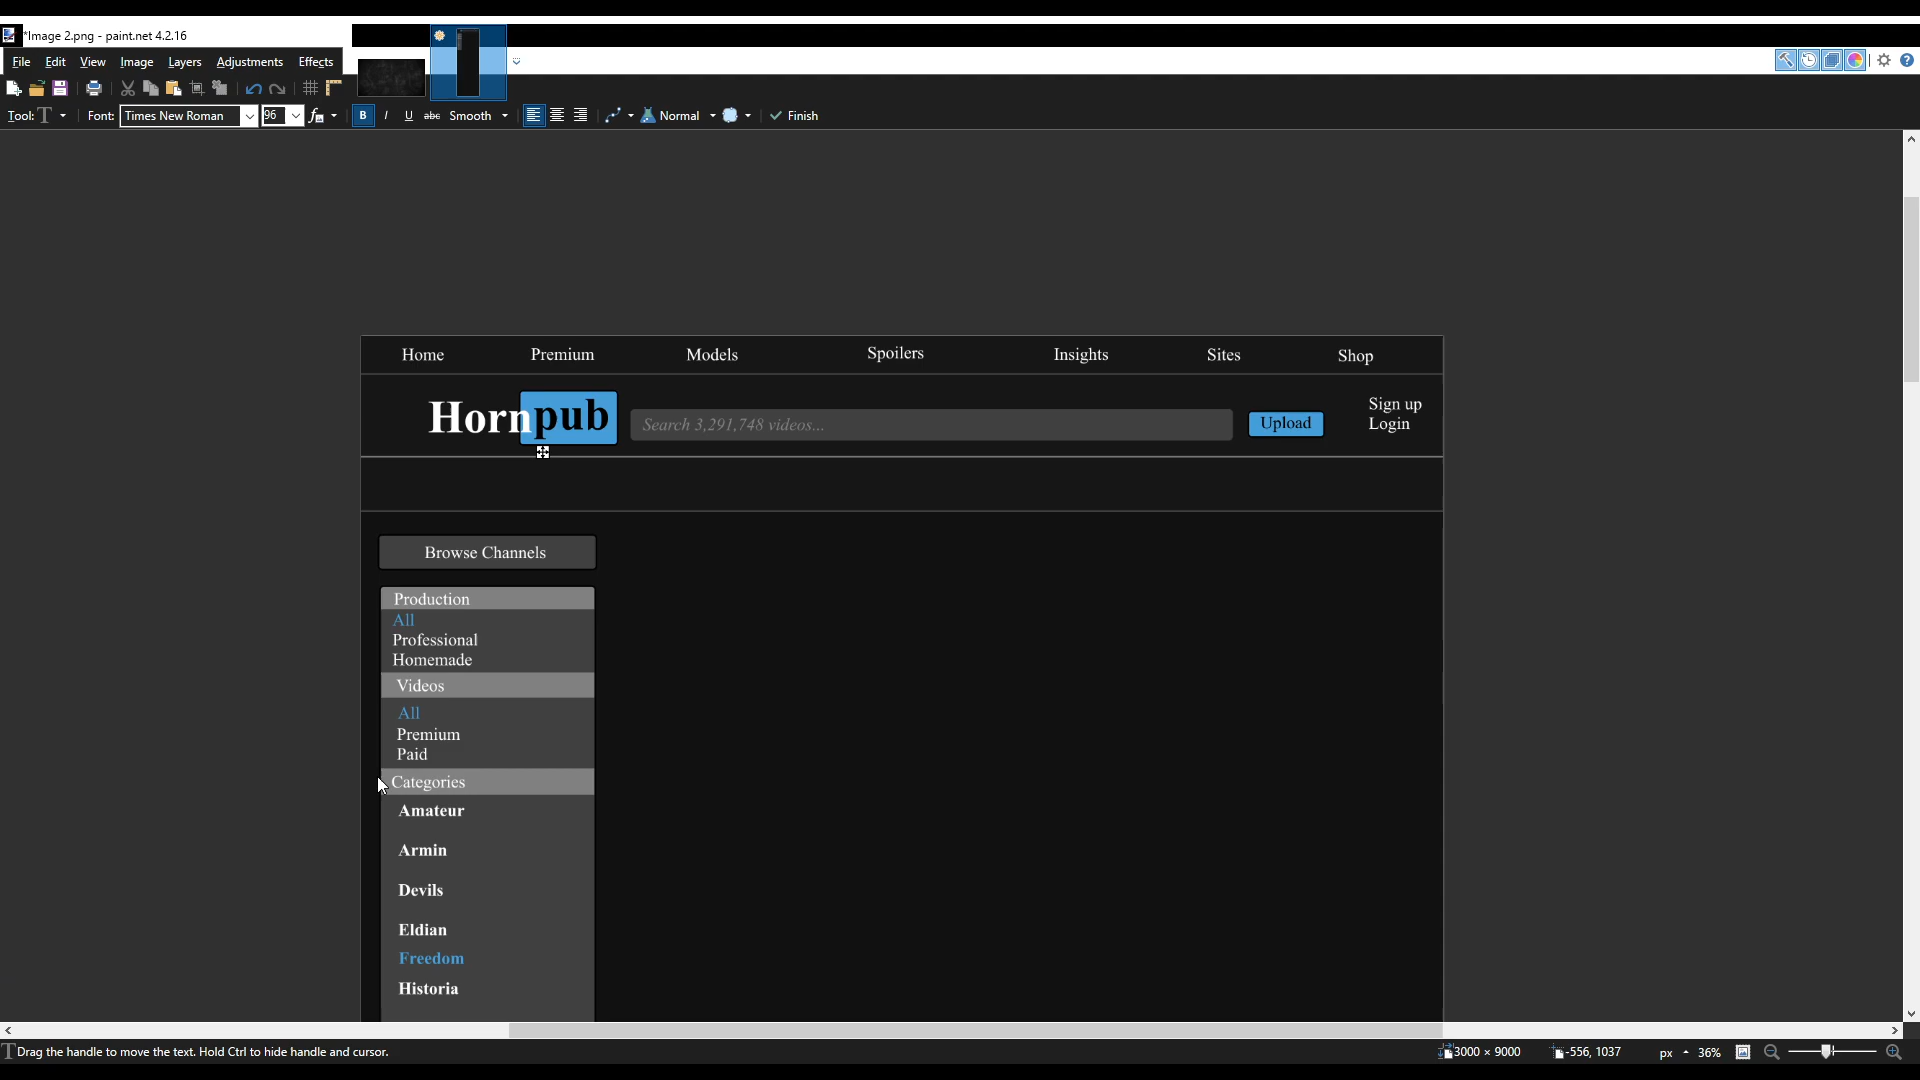 *Image 2.png - paint.net 4.2.16
File Edit View Image Layers Adjustments Effects
Tool: T Font: Times New Roman 96 B I U abc Smooth Normal Finish
Home Premium Models Spoilers Insights Sites Shop
Hornpub Search 3,291,748 videos... Upload
Sign up
Login
Browse Channels
Production
All
Professional
Homemade
Videos
All
Premium
Paid
Categories
Amateur
Armin
Devils
Eldian
Freedom
Historia
Drag the handle to move the text. Hold Ctrl to hide handle and cursor. 3000 × 9000 -556, 1037 px 36%